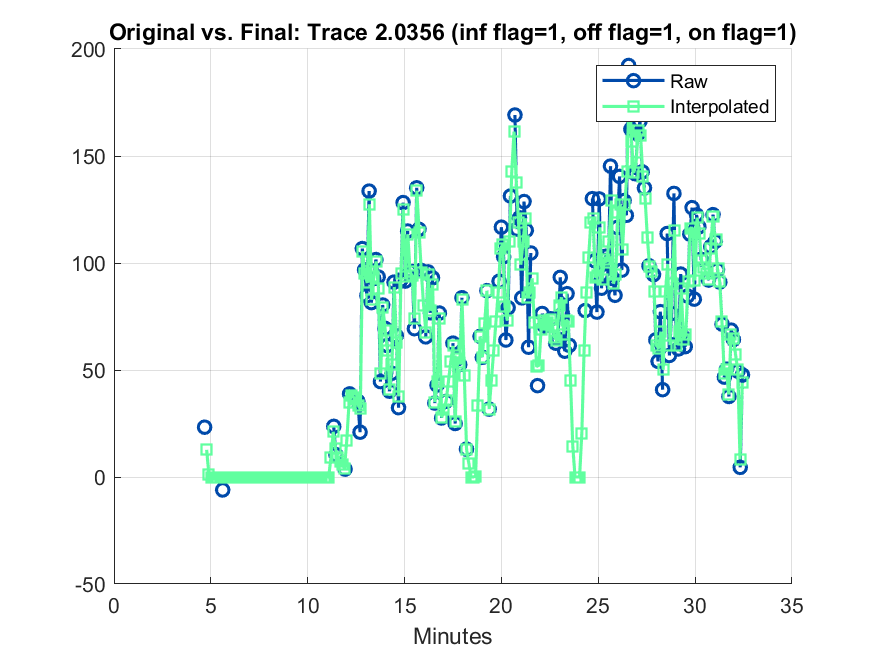 Original vs. Final: Trace 2.0356 (inf flag=1, off flag=1, on flag=1)
200
150
100
50
0
-50
0 5 10 15 20 25 30 35
Minutes
Raw
Interpolated